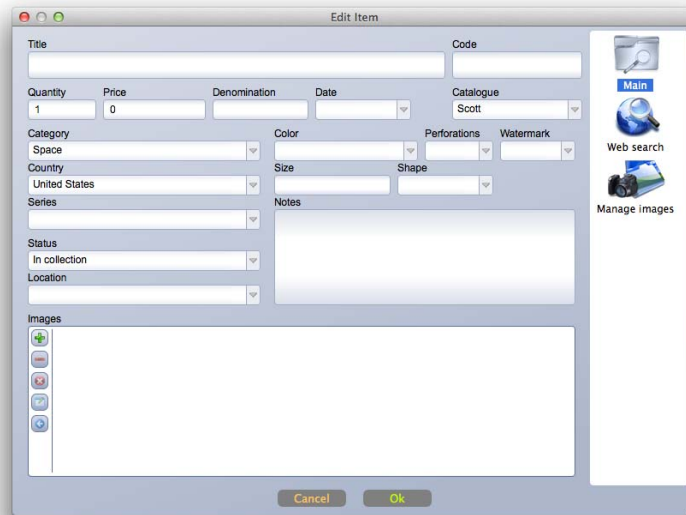 Edit Item
Title Code
Quantity Price Denomination Date Catalogue
1 0 Scott
Category Color Perforations Watermark
Space
Country Size Shape
United States
Series Notes
Status
In collection
Location
Images
Cancel Ok
Main
Web search
Manage images